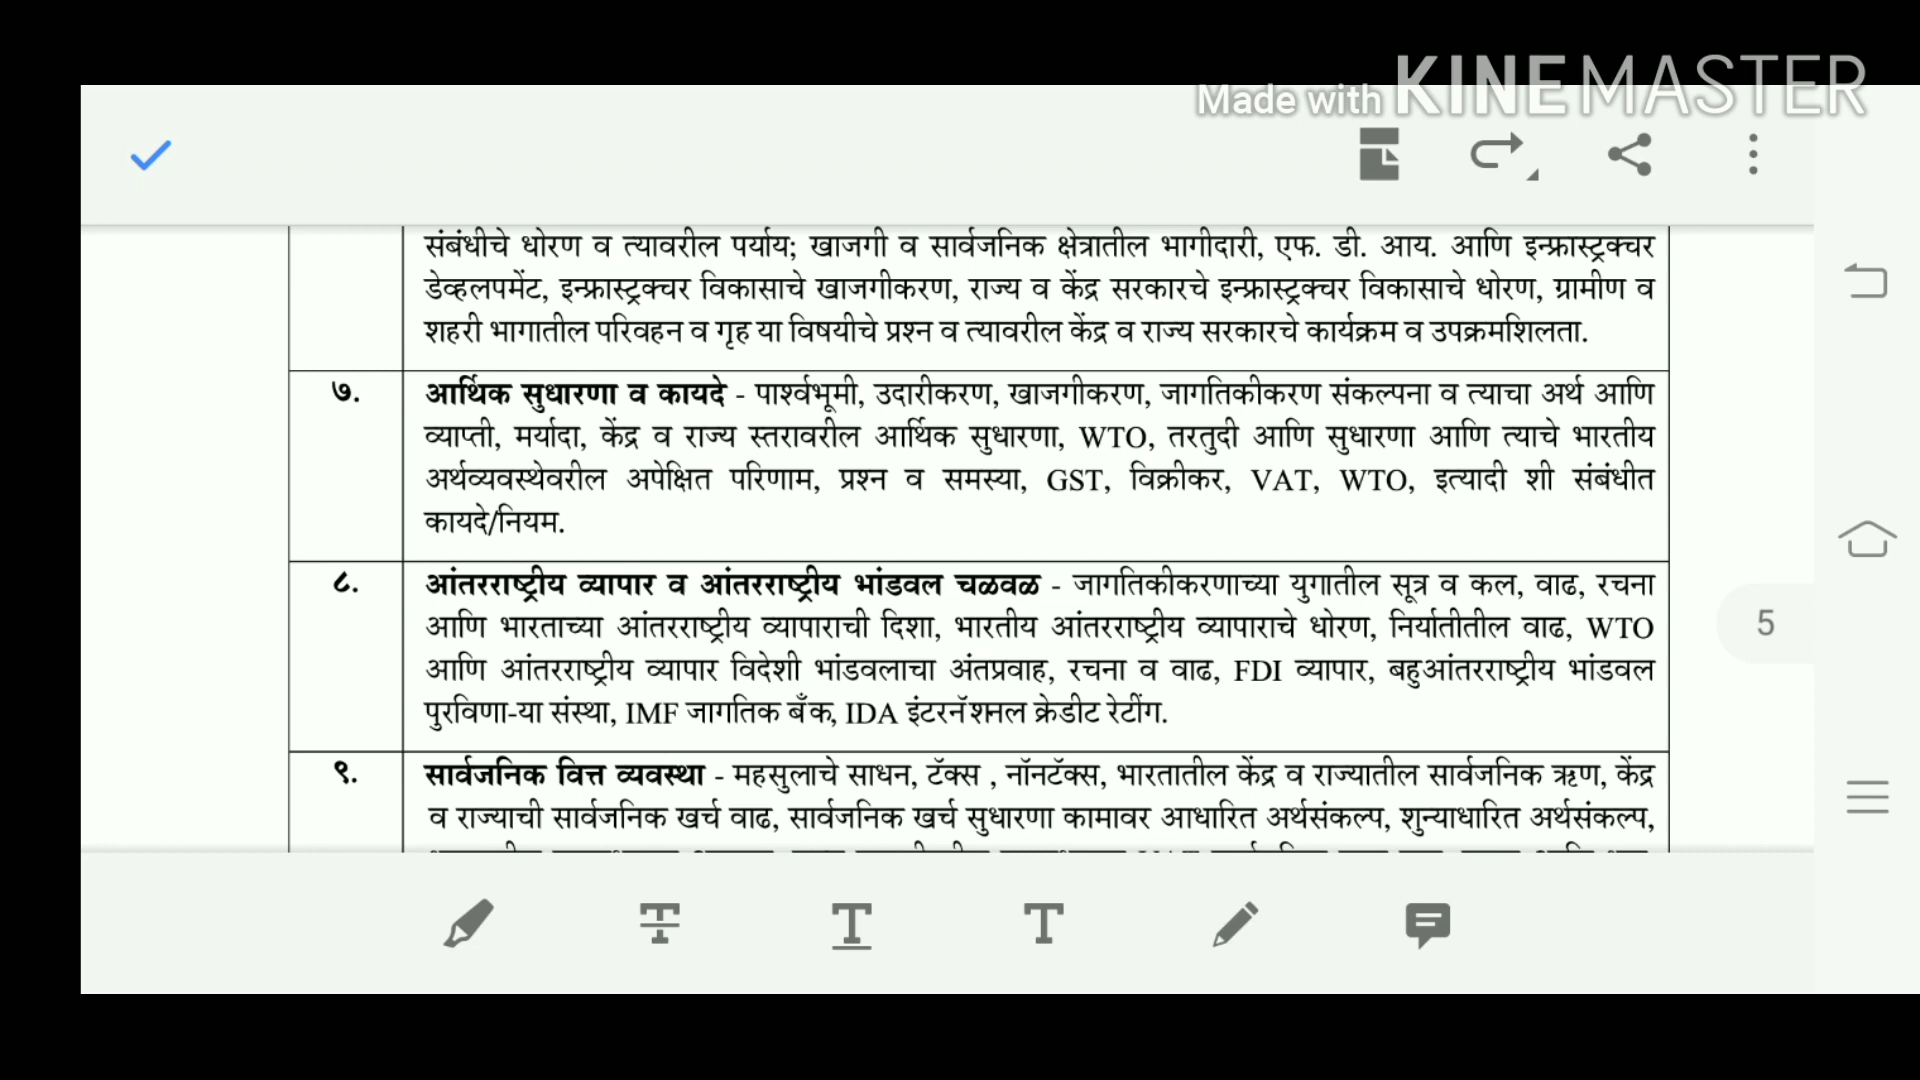 Made with KINEMASTER
संबंधीचे धोरण व त्यावरील पर्याय; खाजगी व सार्वजनिक क्षेत्रातील भागीदारी, एफ. डी. आय. आणि इन्फ्रास्ट्रक्चर
डेव्हलपमेंट, इन्फ्रास्ट्रक्चर विकासाचे खाजगीकरण, राज्य व केंद्र सरकारचे इन्फ्रास्ट्रक्चर विकासाचे धोरण, ग्रामीण व
शहरी भागातील परिवहन व गृह या विषयीचे प्रश्न व त्यावरील केंद्र व राज्य सरकारचे कार्यक्रम व उपक्रमशिलता.
७. आर्थिक सुधारणा व कायदे - पार्श्वभूमी, उदारीकरण, खाजगीकरण, जागतिकीकरण संकल्पना व त्याचा अर्थ आणि
व्याप्ती, मर्यादा, केंद्र व राज्य स्तरावरील आर्थिक सुधारणा, WTO, तरतुदी आणि सुधारणा आणि त्याचे भारतीय
अर्थव्यवस्थेवरील अपेक्षित परिणाम, प्रश्न व समस्या, GST, विक्रीकर, VAT, WTO, इत्यादी शी संबंधीत
कायदे/नियम.
८. आंतरराष्ट्रीय व्यापार व आंतरराष्ट्रीय भांडवल चळवळ - जागतिकीकरणाच्या युगातील सूत्र व कल, वाढ, रचना
आणि भारताच्या आंतरराष्ट्रीय व्यापाराची दिशा, भारतीय आंतरराष्ट्रीय व्यापाराचे धोरण, निर्यातीतील वाढ, WTO
आणि आंतरराष्ट्रीय व्यापार विदेशी भांडवलाचा अंतप्रवाह, रचना व वाढ, FDI व्यापार, बहुआंतरराष्ट्रीय भांडवल
पुरविणा-या संस्था, IMF जागतिक बँक, IDA इंटरनॅशनल क्रेडीट रेटींग.
5
९. सार्वजनिक वित्त व्यवस्था - महसुलाचे साधन, टॅक्स , नॉनटॅक्स, भारतातील केंद्र व राज्यातील सार्वजनिक ऋण, केंद्र
व राज्याची सार्वजनिक खर्च वाढ, सार्वजनिक खर्च सुधारणा कामावर आधारित अर्थसंकल्प, शुन्याधारित अर्थसंकल्प,